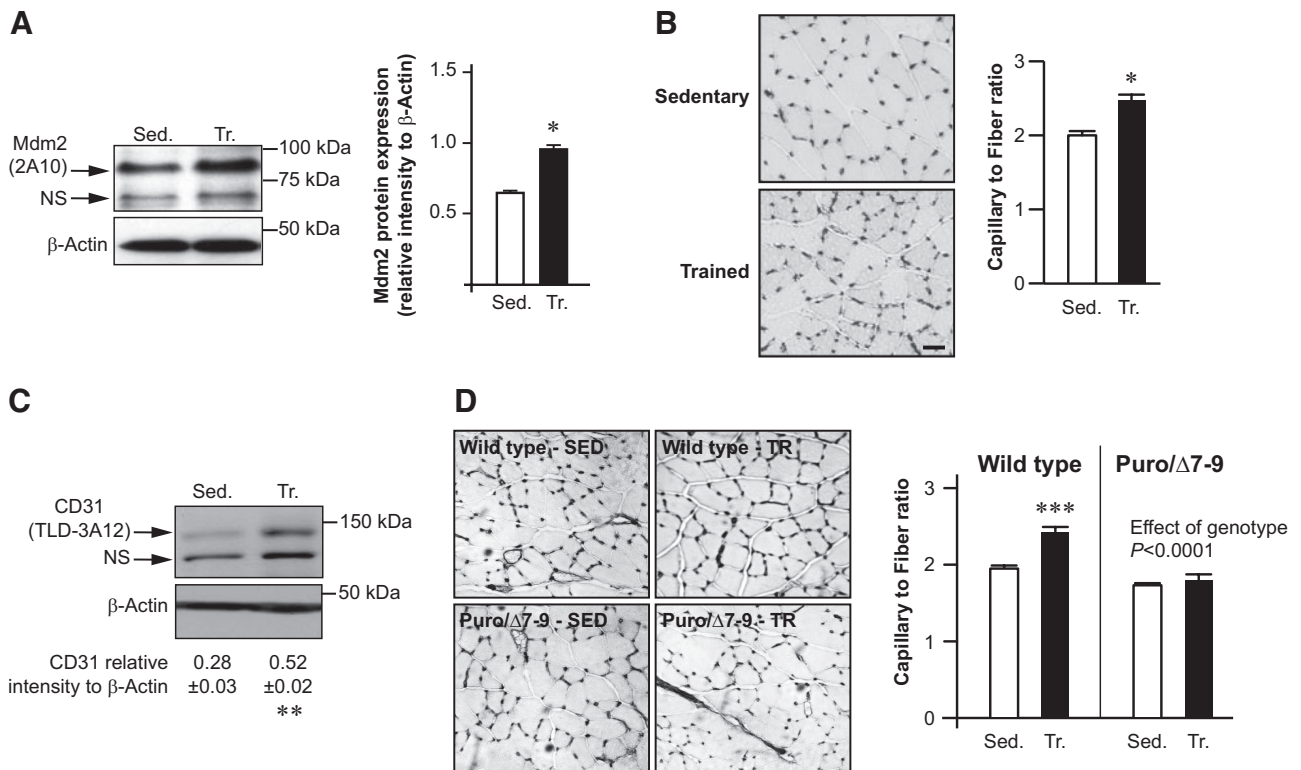 A
Mdm2
(2A10)
NS
β-Actin
Sed. Tr.
100 kDa
75 kDa
50 kDa
Mdm2 protein expression
(relative intensity to β-Actin)
1.5
1.0
0.5
*
Sed. Tr.
B
Sedentary
Trained
Capillary to Fiber ratio
3
2
1
0
*
Sed. Tr.
C
Sed. Tr.
CD31
(TLD-3A12)
NS
β-Actin
150 kDa
50 kDa
CD31 relative 0.28 0.52
intensity to β-Actin ±0.03 ±0.02
**
D
Wild type - SED
Wild type - TR
Puro/Δ7-9 - SED
Puro/Δ7-9 - TR
Capillary to Fiber ratio
3
2
1
0
Wild type Puro/Δ7-9
***
Effect of genotype
P<0.0001
Sed. Tr. Sed. Tr.